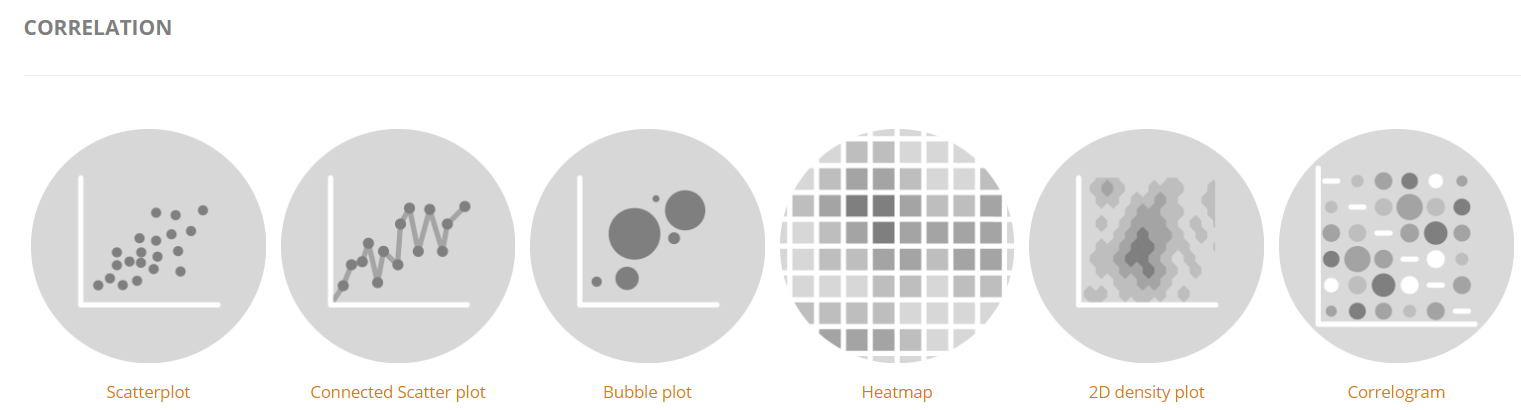 CORRELATION
Scatterplot
Connected Scatter plot
Bubble plot
Heatmap
2D density plot
Correlogram